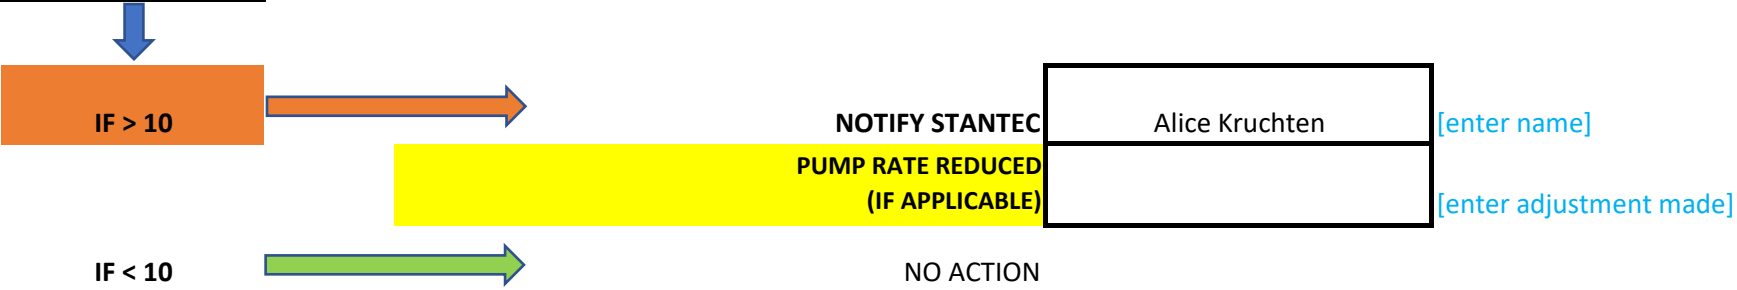 IF > 10
NOTIFY STANTEC
Alice Kruchten
[enter name]
PUMP RATE REDUCED
(IF APPLICABLE)
[enter adjustment made]
IF < 10
NO ACTION